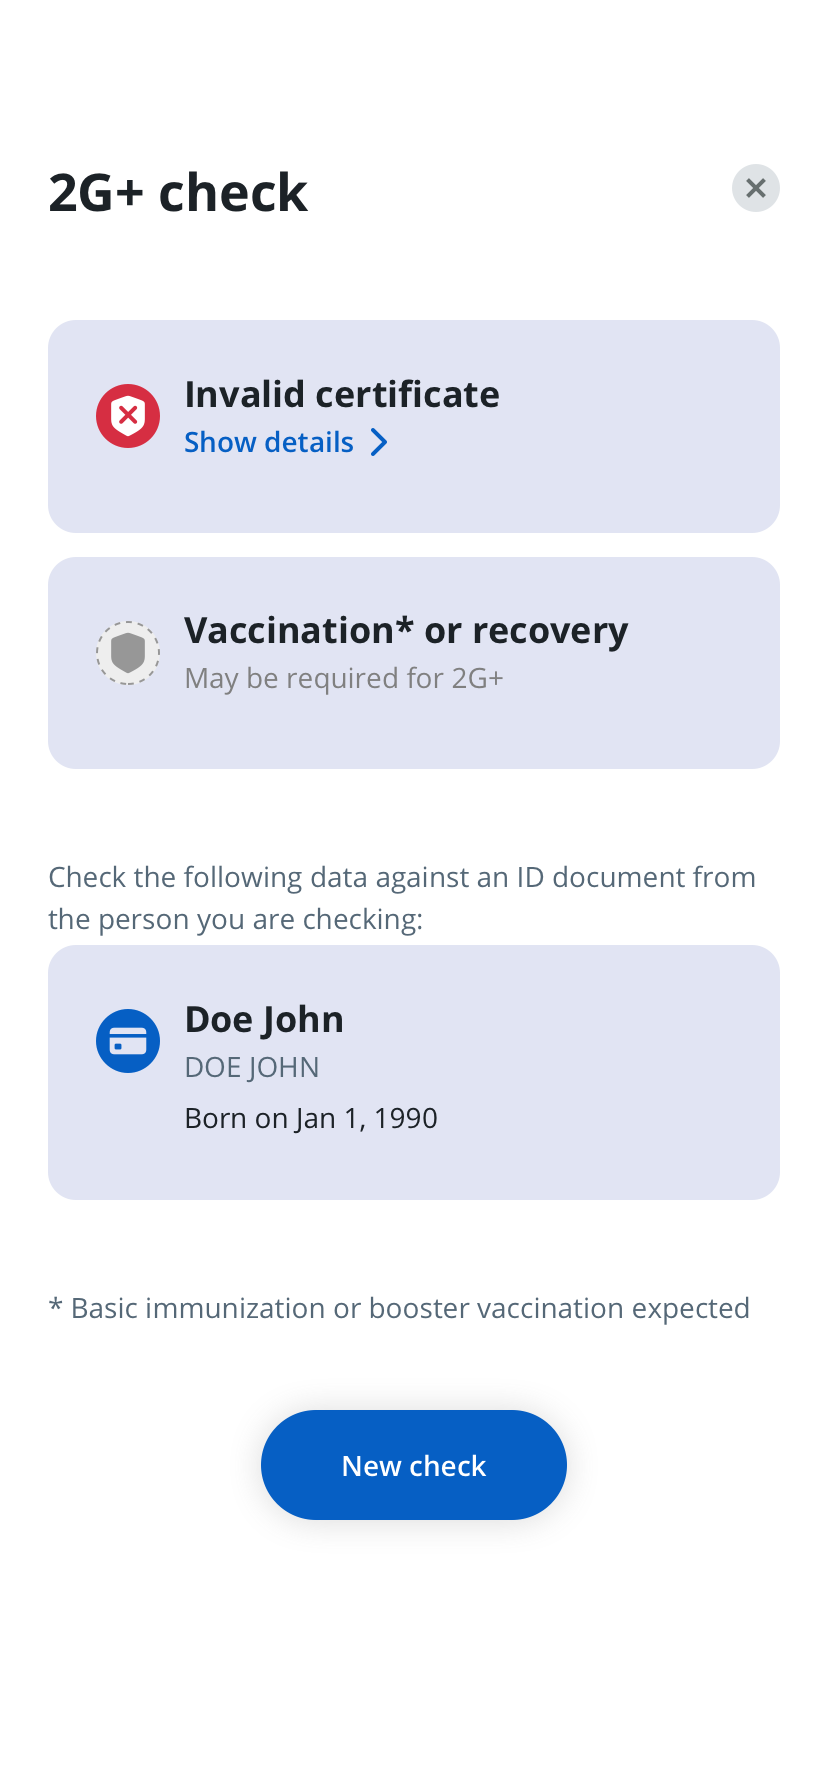 2G+ check
Invalid certificate
Show details
Vaccination* or recovery
May be required for 2G+
Check the following data against an ID document from
the person you are checking:
Doe John
DOE JOHN
Born on Jan 1, 1990
* Basic immunization or booster vaccination expected
New check